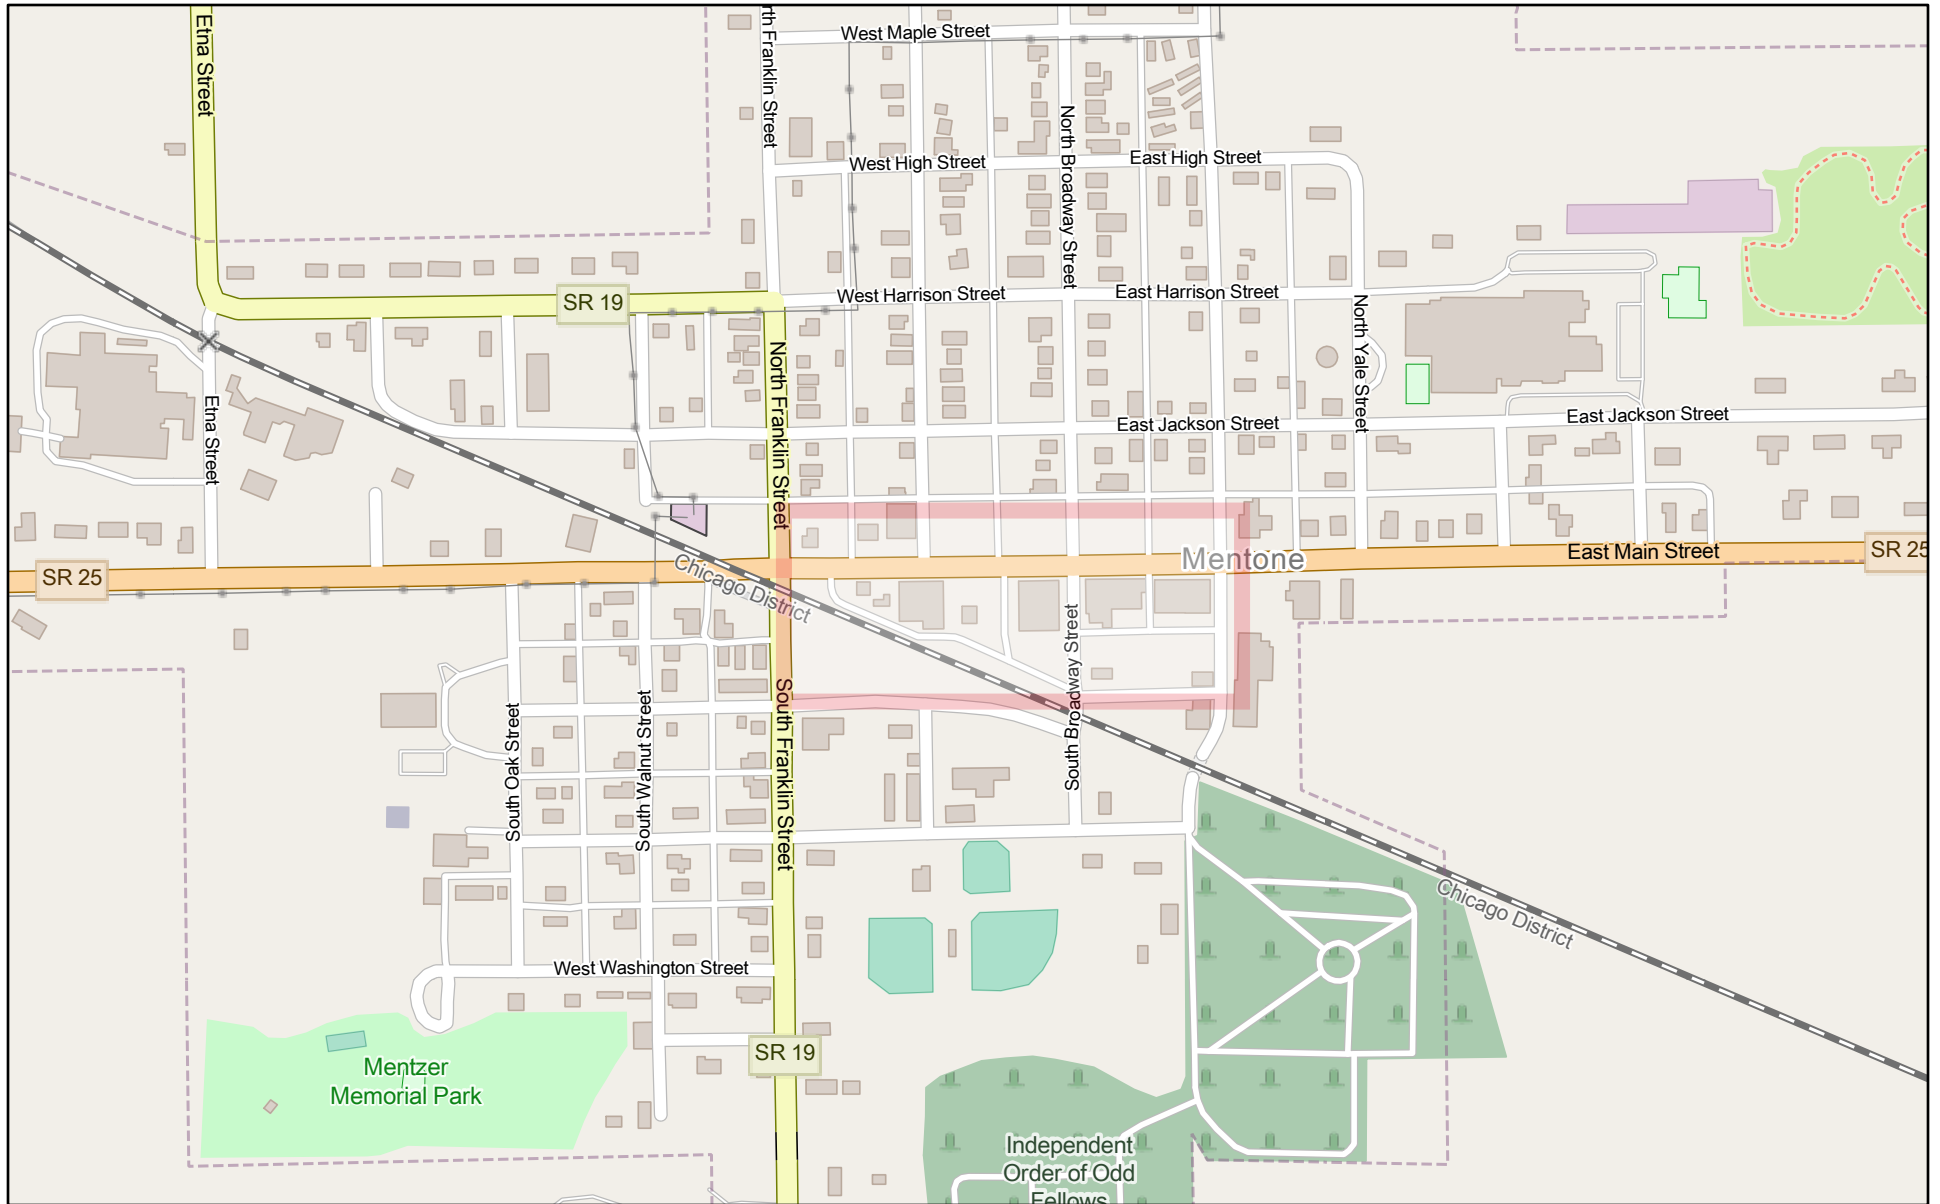 Etna Street
rth Franklin Street
West Maple Street
North Broadway Street
West High Street
East High Street
SR 19
West Harrison Street
East Harrison Street
North Yale Street
North Franklin Street
Etna Street
East Jackson Street
East Jackson Street
SR 25
Chicago District
Mentone
East Main Street
SR 25
South Broadway Street
South Franklin Street
South Walnut Street
South Oak Street
Chicago District
West Washington Street
SR 19
Mentzer
Memorial Park
Independent
Order of Odd
Fellows